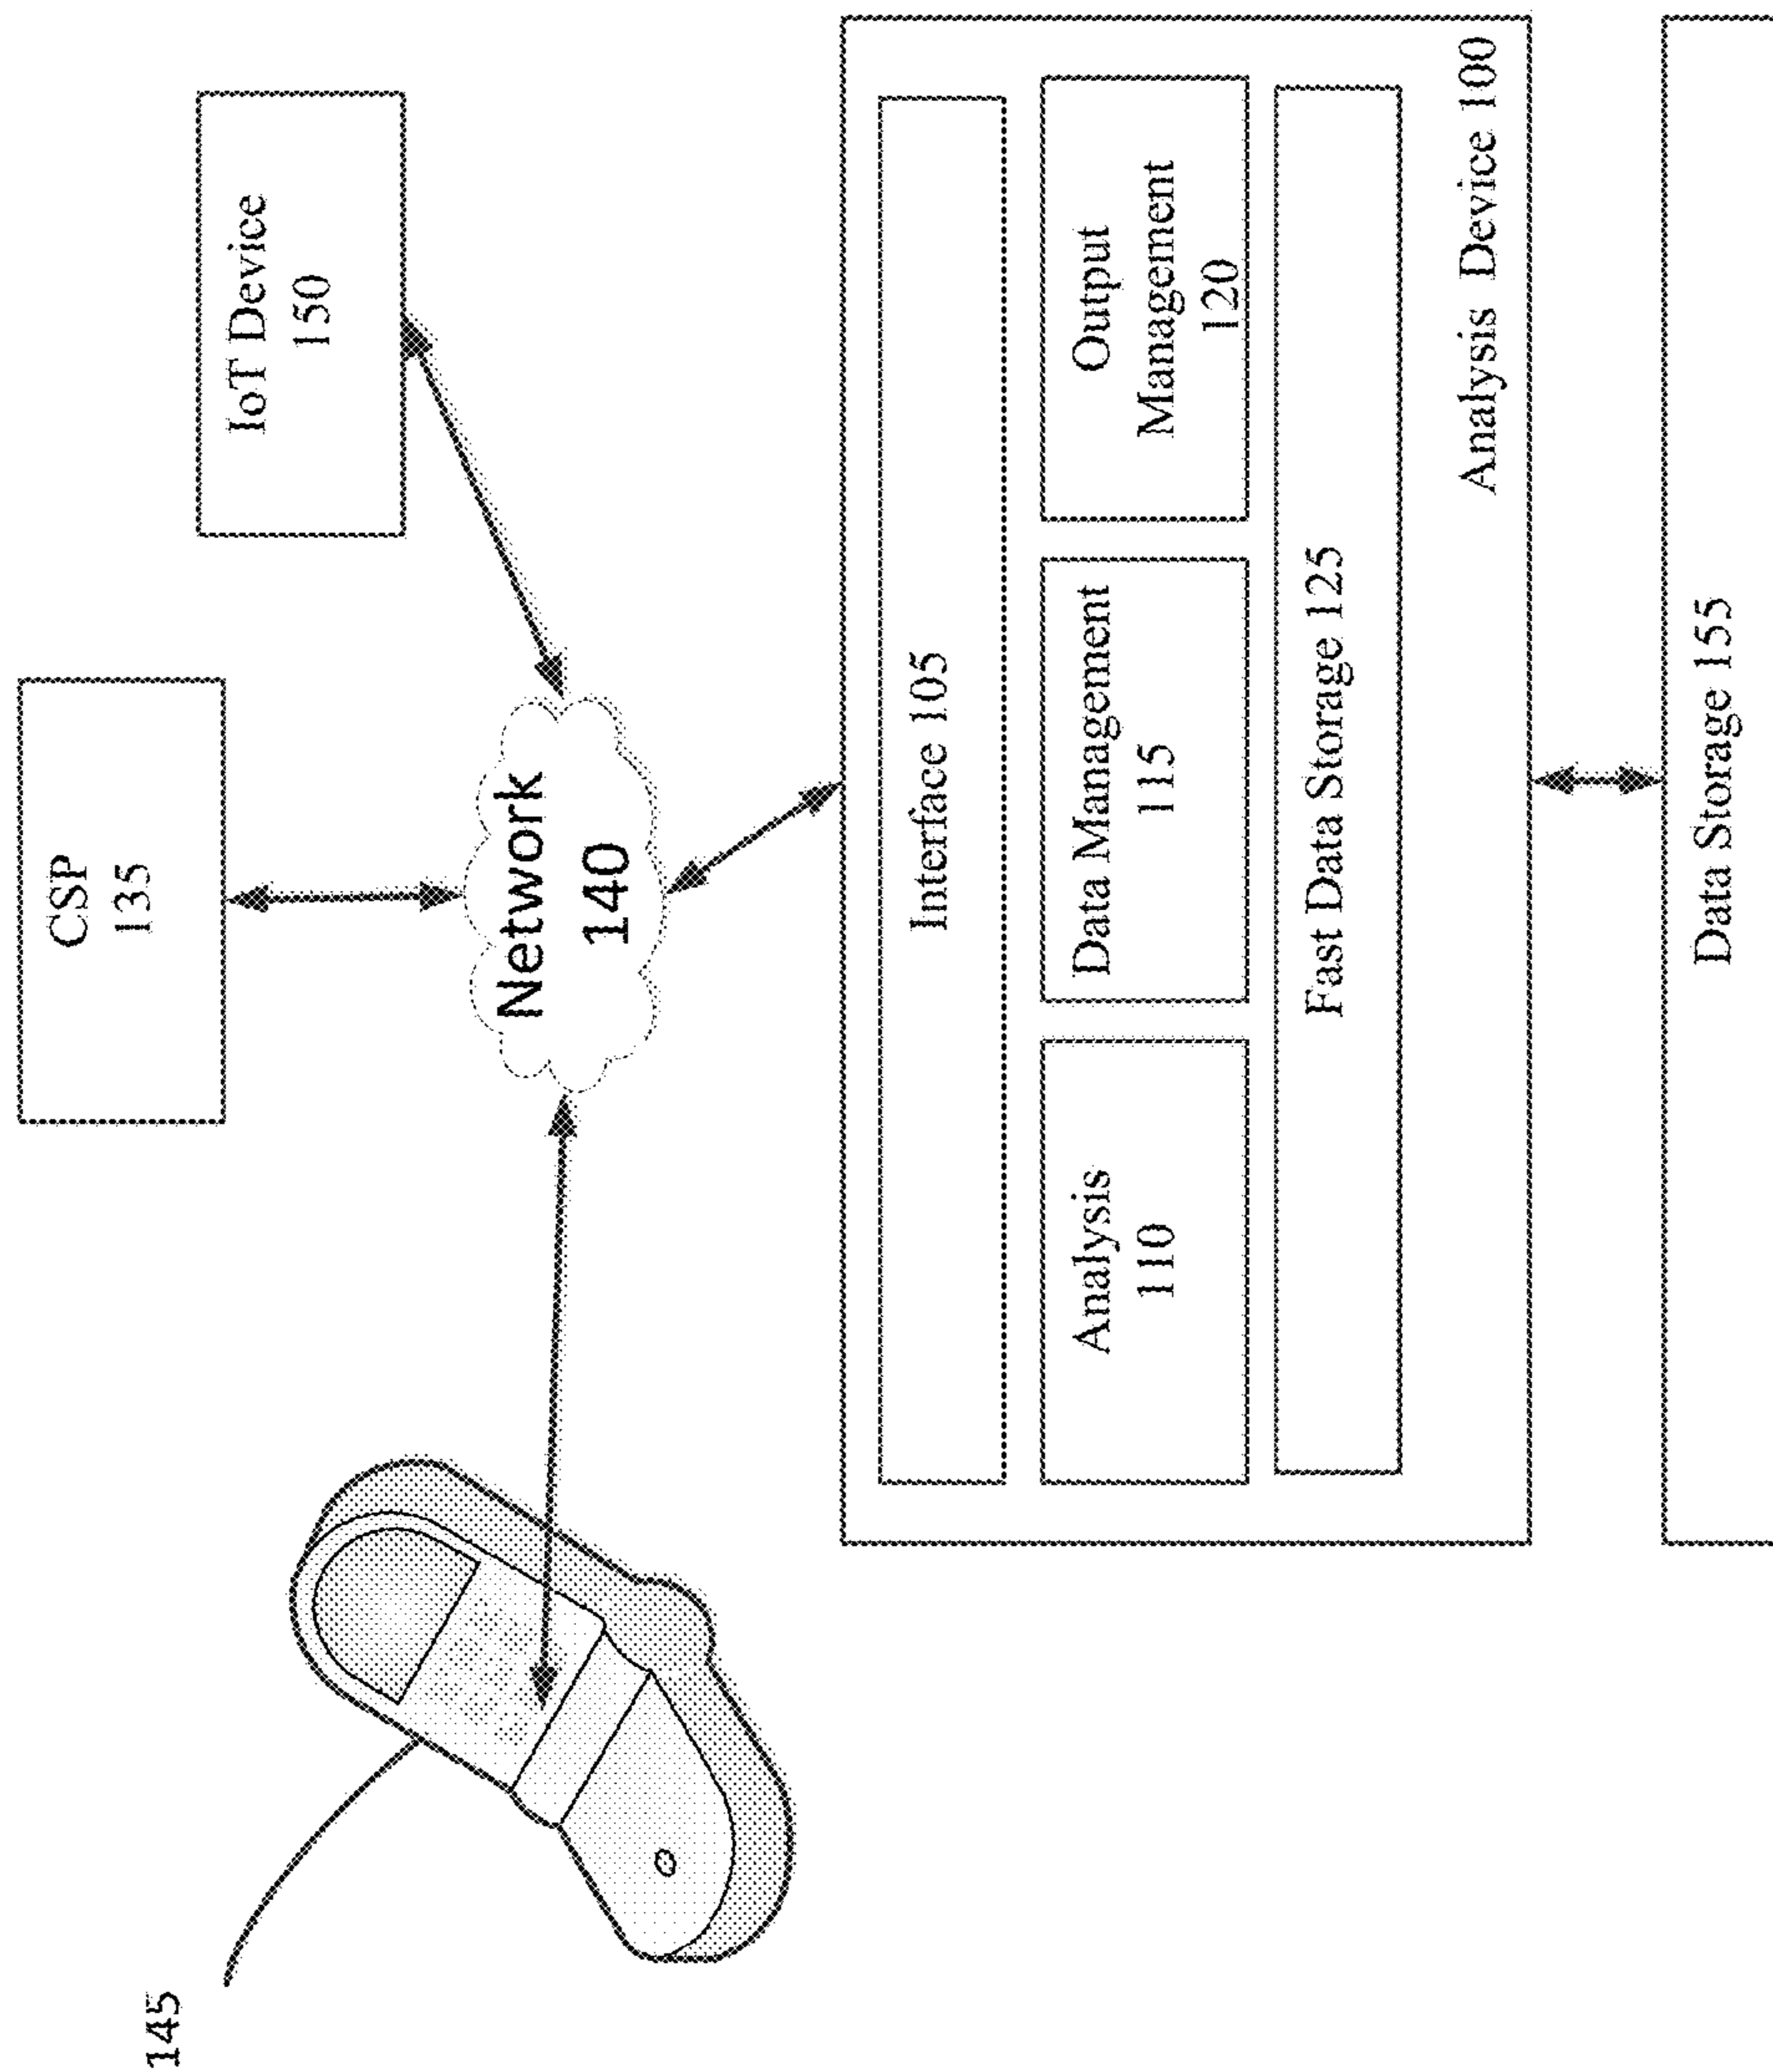 CSP
135
IoT Device
150
145
Network
140
Interface 105
Analysis
110
Data Management
115
Output
Management
120
Fast Data Storage 125
Analysis Device 100
Data Storage 155